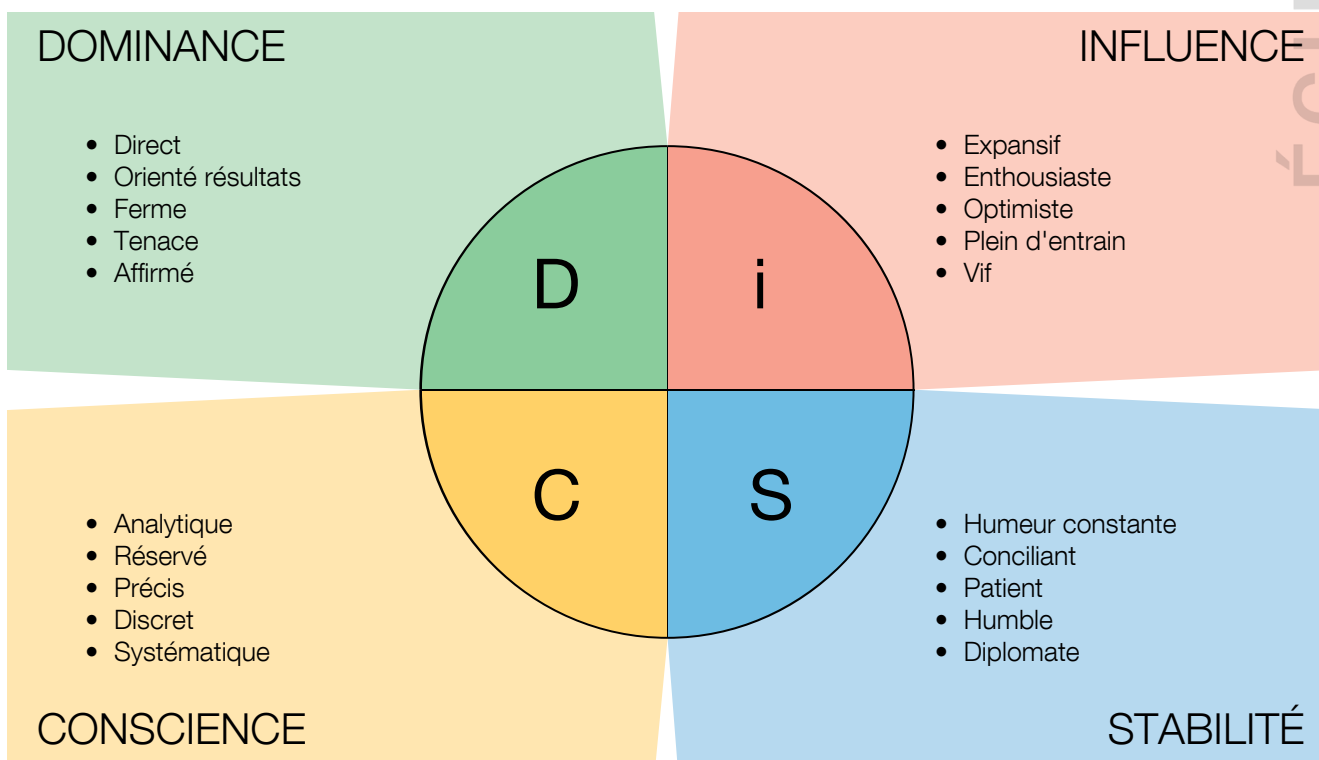 DOMINANCE
• Direct
• Orienté résultats
• Ferme
• Tenace
• Affirmé
INFLUENCE
• Expansif
• Enthousiaste
• Optimiste
• Plein d'entrain
• Vif
D
i
C
S
• Analytique
• Réservé
• Précis
• Discret
• Systématique
CONSCIENCE
• Humeur constante
• Conciliant
• Patient
• Humble
• Diplomate
STABILITÉ